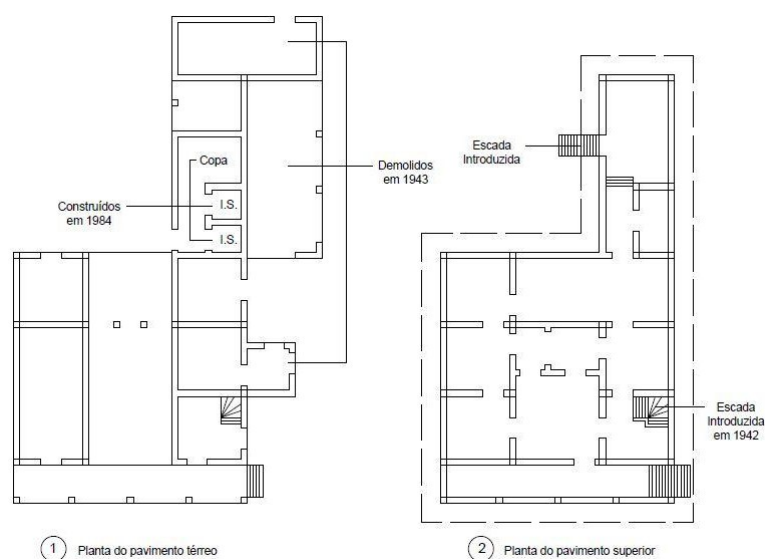 Copa
Construídos
em 1984
I.S.
I.S.
Demolidos
em 1943
Escada
Introduzida
Escada
Introduzida
em 1942
1 Planta do pavimento térreo
2 Planta do pavimento superior